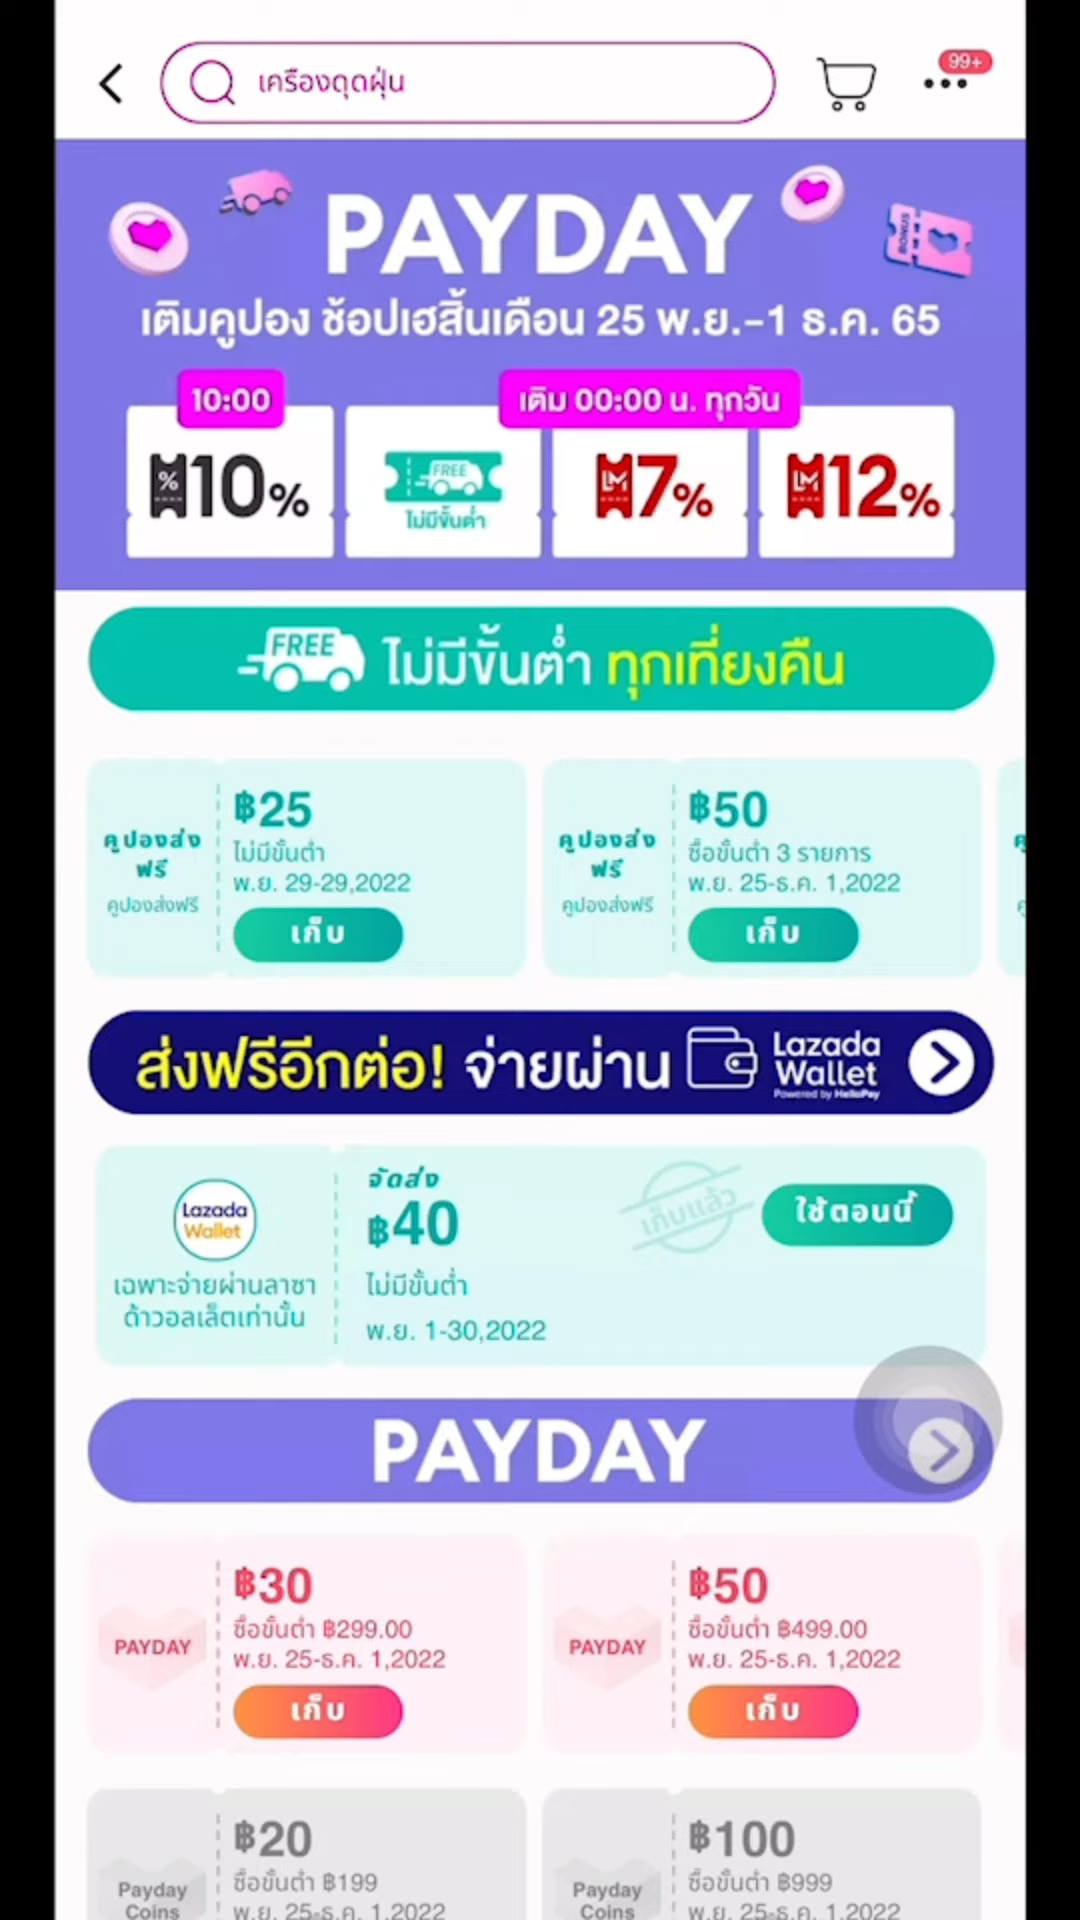 เครื่องดูดฝุ่น
99+
PAYDAY
BONUS
เติมคูปอง ช้อปเฮสิ้นเดือน 25 พ.ย.-1 ธ.ค. 65
10:00
เติม 00:00 น. ทุกวัน
% 10%
FREE
ไม่มีขั้นต่ำ
LM 7%
LM 12%
FREE ไม่มีขั้นต่ำ ทุกเที่ยงคืน
คูปองส่ง
ฟรี
คูปองส่งฟรี
฿25
ไม่มีขั้นต่ำ
พ.ย. 29-29,2022
เก็บ
คูปองส่ง
ฟรี
คูปองส่งฟรี
฿50
ซื้อขั้นต่ำ 3 รายการ
พ.ย. 25-ธ.ค. 1,2022
เก็บ
ส่งฟรีอีกต่อ! จ่ายผ่าน Lazada
Wallet
Powered by HelloPay
Lazada
Wallet
เฉพาะจ่ายผ่านลาซา
ด้าวอลเล็ตเท่านั้น
จัดส่ง
฿40
ไม่มีขั้นต่ำ
พ.ย. 1-30,2022
เก็บแล้ว
ใช้ตอนนี้
PAYDAY
PAYDAY
฿30
ซื้อขั้นต่ำ ฿299.00
พ.ย. 25-ธ.ค. 1,2022
เก็บ
PAYDAY
฿50
ซื้อขั้นต่ำ ฿499.00
พ.ย. 25-ธ.ค. 1,2022
เก็บ
Payday
Coins
฿20
ซื้อขั้นต่ำ ฿199
พ.ย. 25-ธ.ค. 1,2022
Payday
Coins
฿100
ซื้อขั้นต่ำ ฿999
พ.ย. 25-ธ.ค. 1,2022